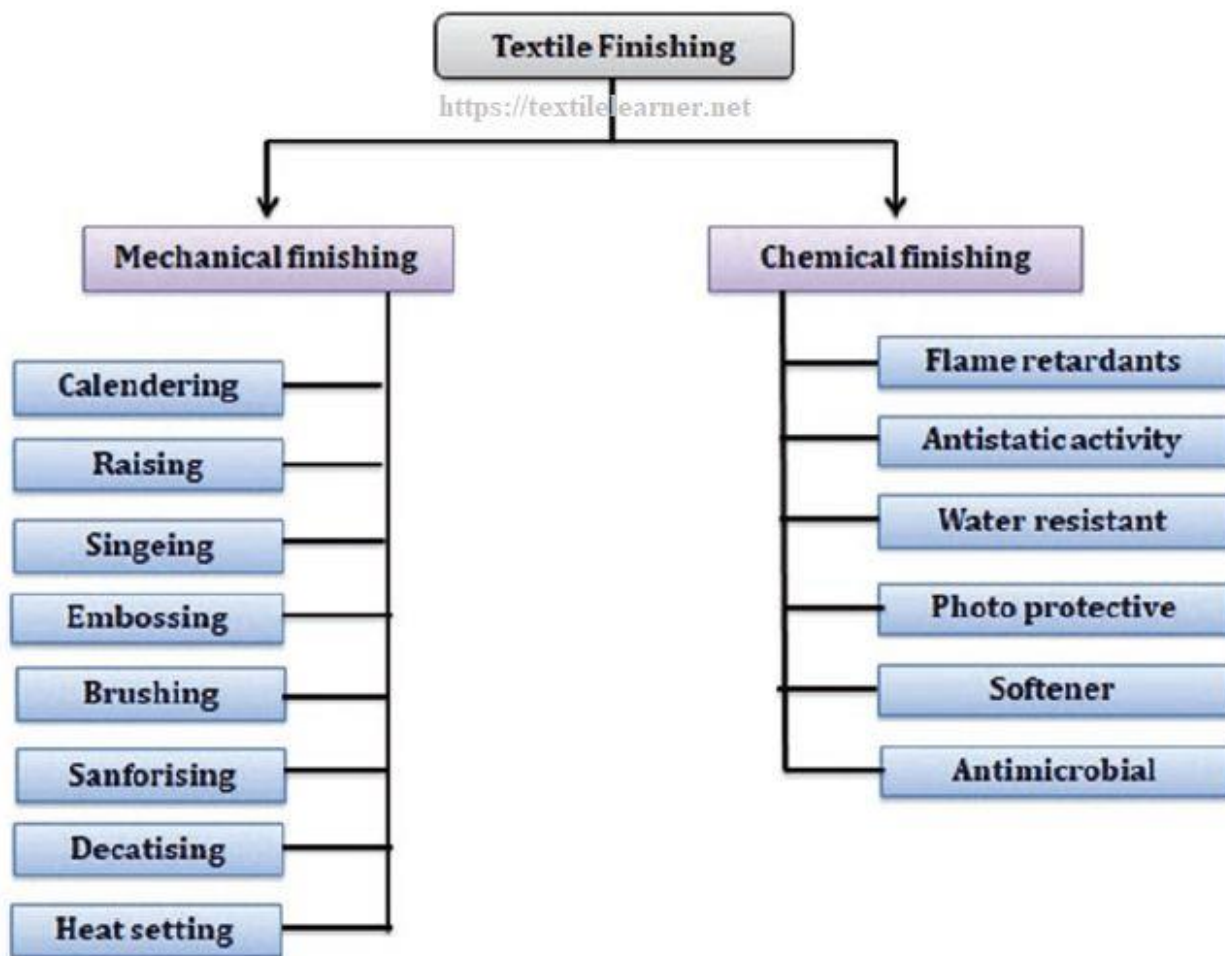 Textile Finishing
https://textilelearner.net
Mechanical finishing
Calendering
Raising
Singeing
Embossing
Brushing
Sanforising
Decatising
Heat setting
Chemical finishing
Flame retardants
Antistatic activity
Water resistant
Photo protective
Softener
Antimicrobial